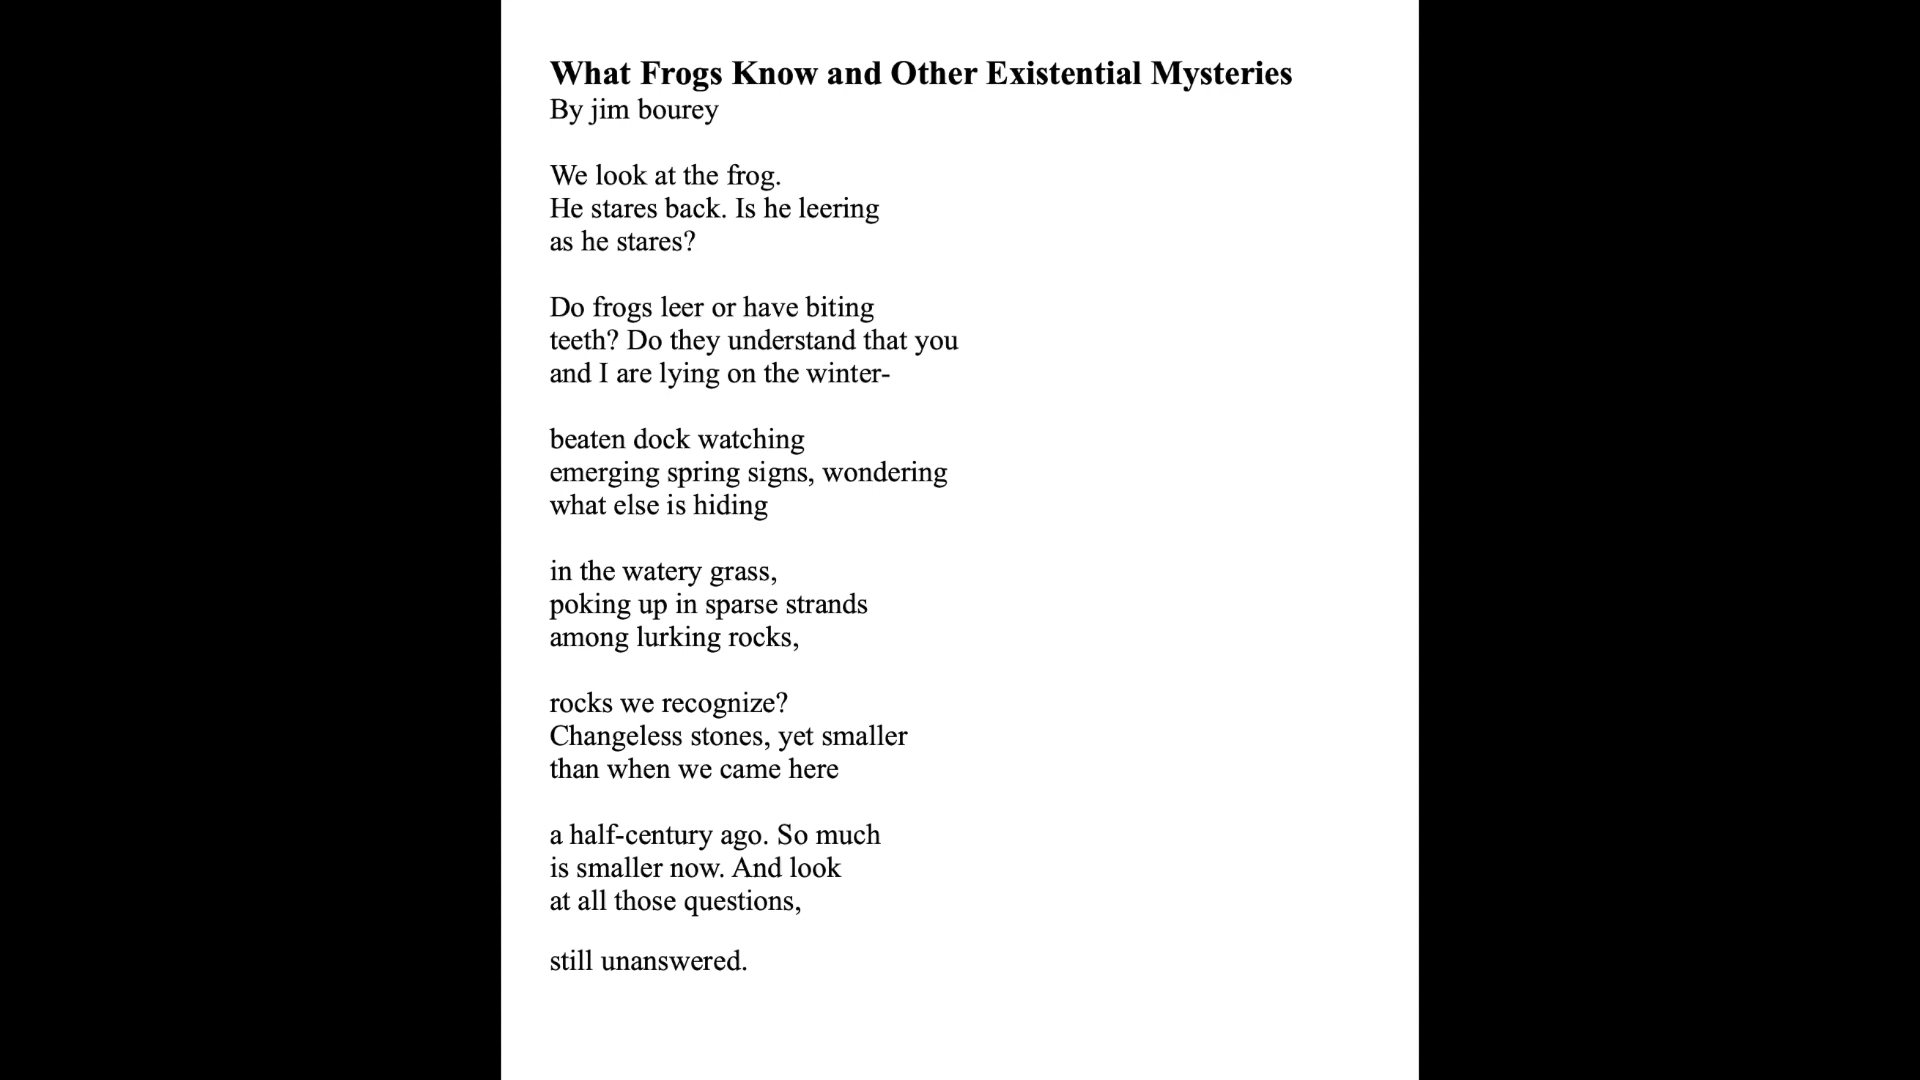 What Frogs Know and Other Existential Mysteries
By jim bourey
We look at the frog.
He stares back. Is he leering
as he stares?
Do frogs leer or have biting
teeth? Do they understand that you
and I are lying on the winter-
beaten dock watching
emerging spring signs, wondering
what else is hiding
in the watery grass,
poking up in sparse strands
among lurking rocks,
rocks we recognize?
Changeless stones, yet smaller
than when we came here
a half-century ago. So much
is smaller now. And look
at all those questions,
still unanswered.